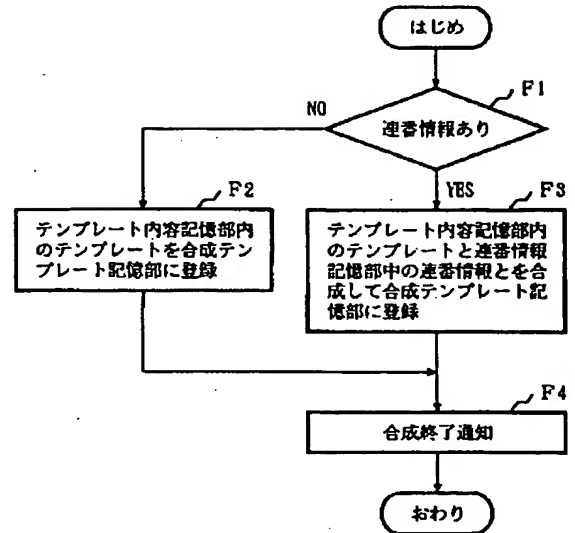 はじめ
F1
NO
連番情報あり
F2
YES
F3
テンプレート内容記憶部内
のテンプレートを合成テン
プレート記憶部に登録
テンプレート内容記憶部内
のテンプレートと連番情報
記憶部中の連番情報とを合
成して合成テンプレート記
憶部に登録
F4
合成終了通知
おわり